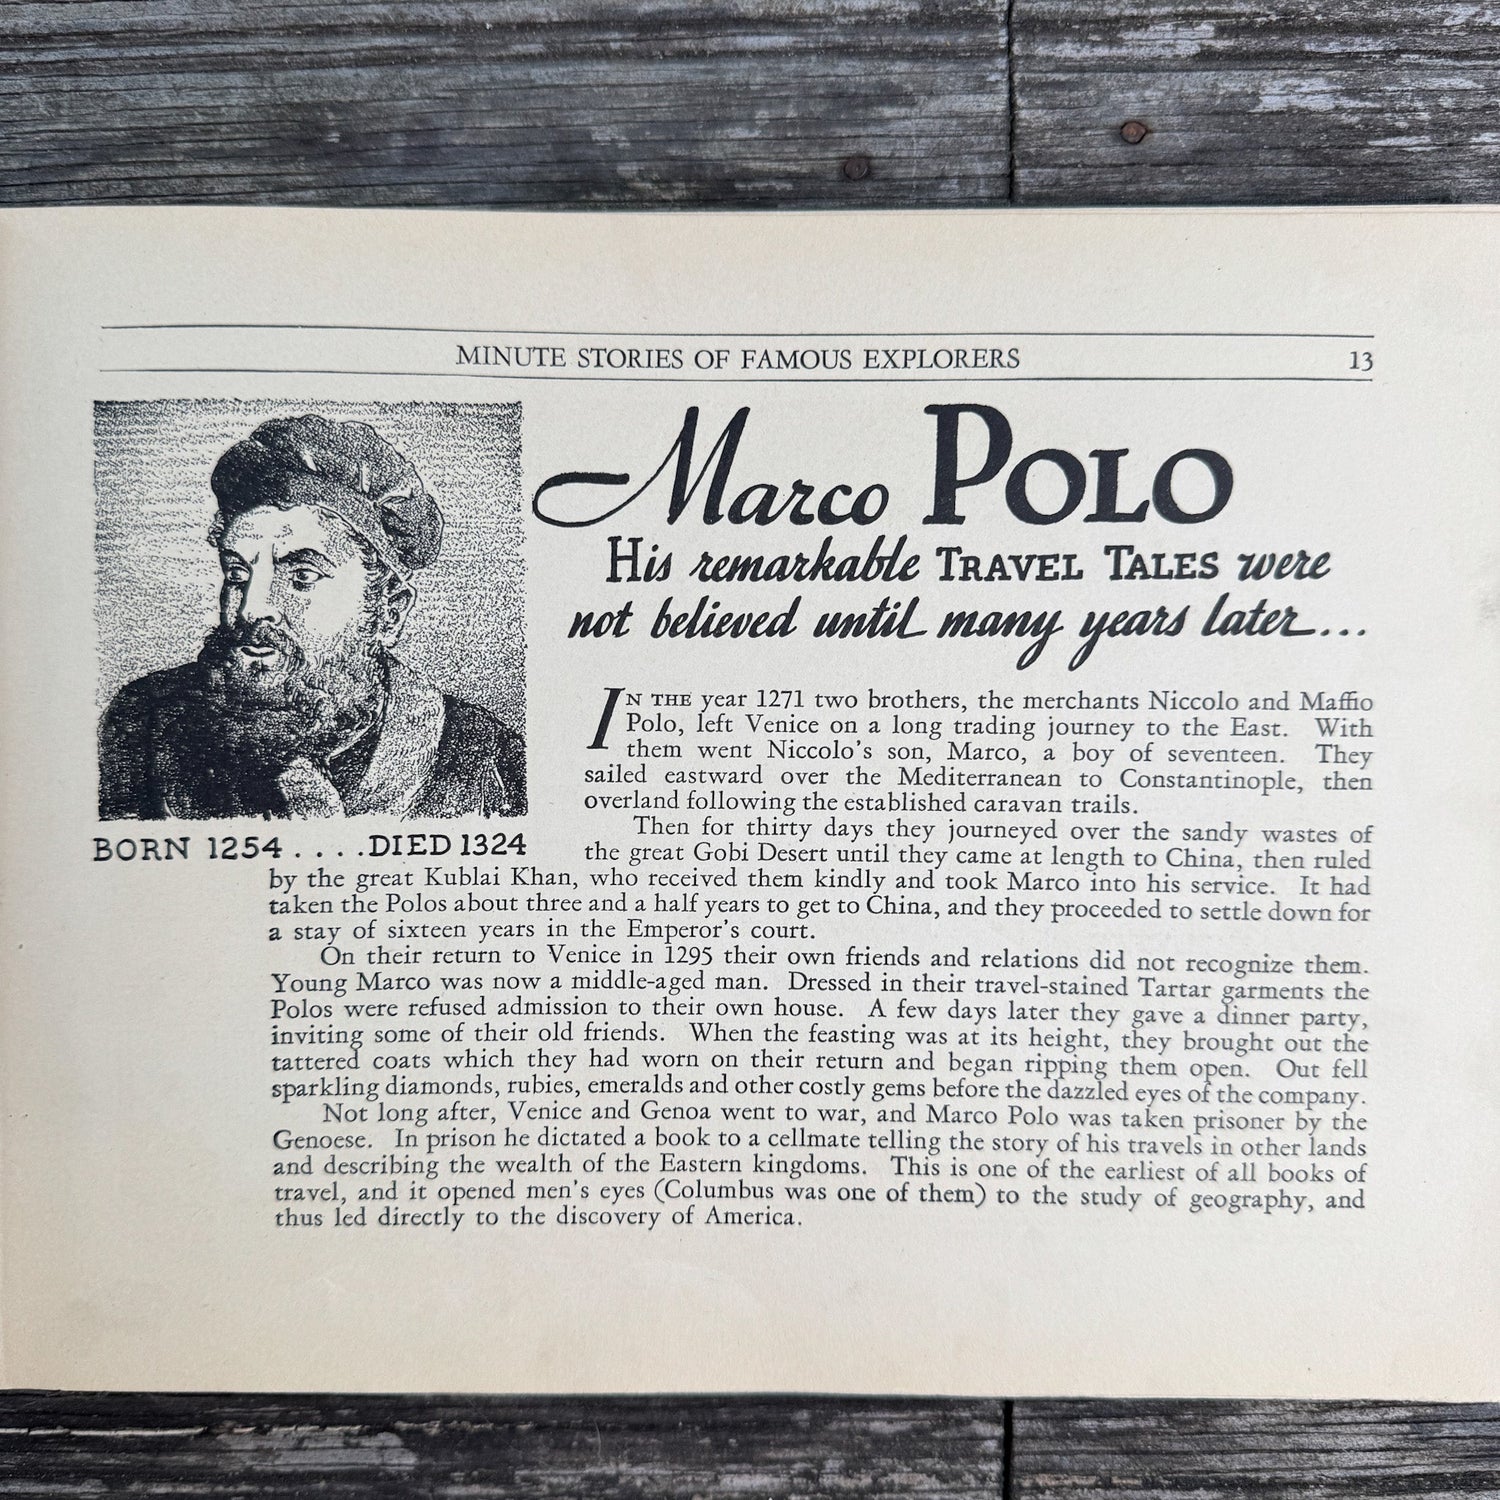 MINUTE STORIES OF FAMOUS EXPLORERS 13
Marco POLO
His remarkable TRAVEL TALES were
not believed until many years later...
BORN 1254 ....DIED 1324
IN THE year 1271 two brothers, the merchants Niccolo and Maffio
Polo, left Venice on a long trading journey to the East. With
them went Niccolo's son, Marco, a boy of seventeen. They
sailed eastward over the Mediterranean to Constantinople, then
overland following the established caravan trails.
Then for thirty days they journeyed over the sandy wastes of
the great Gobi Desert until they came at length to China, then ruled
by the great Kublai Khan, who received them kindly and took Marco into his service. It had
taken the Polos about three and a half years to get to China, and they proceeded to settle down for
a stay of sixteen years in the Emperor's court.
On their return to Venice in 1295 their own friends and relations did not recognize them.
Young Marco was now a middle-aged man. Dressed in their travel-stained Tartar garments the
Polos were refused admission to their own house. A few days later they gave a dinner party,
inviting some of their old friends. When the feasting was at its height, they brought out the
tattered coats which they had worn on their return and began ripping them open. Out fell
sparkling diamonds, rubies, emeralds and other costly gems before the dazzled eyes of the company.
Not long after, Venice and Genoa went to war, and Marco Polo was taken prisoner by the
Genoese. In prison he dictated a book to a cellmate telling the story of his travels in other lands
and describing the wealth of the Eastern kingdoms. This is one of the earliest of all books of
travel, and it opened men's eyes (Columbus was one of them) to the study of geography, and
thus led directly to the discovery of America.